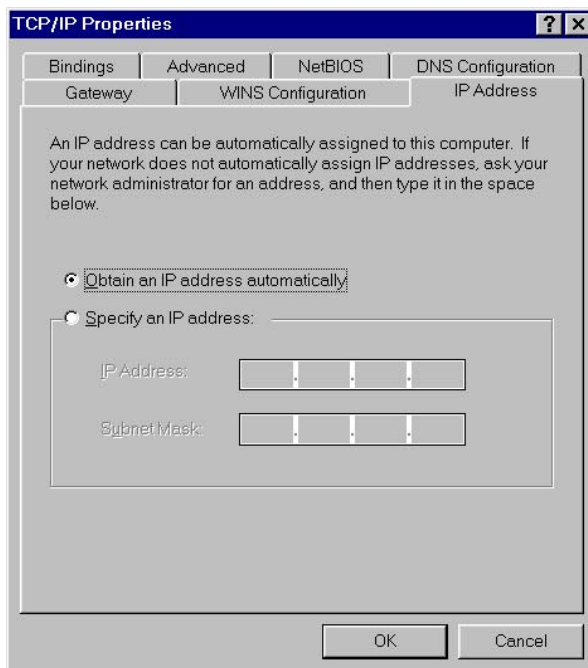 TCP/IP Properties
? X
Bindings Advanced NetBIOS DNS Configuration
Gateway WINS Configuration IP Address
An IP address can be automatically assigned to this computer. If
your network does not automatically assign IP addresses, ask your
network administrator for an address, and then type it in the space
below.
Obtain an IP address automatically
Specify an IP address:
IP Address:
. . .
Subnet Mask:
. . .
OK Cancel